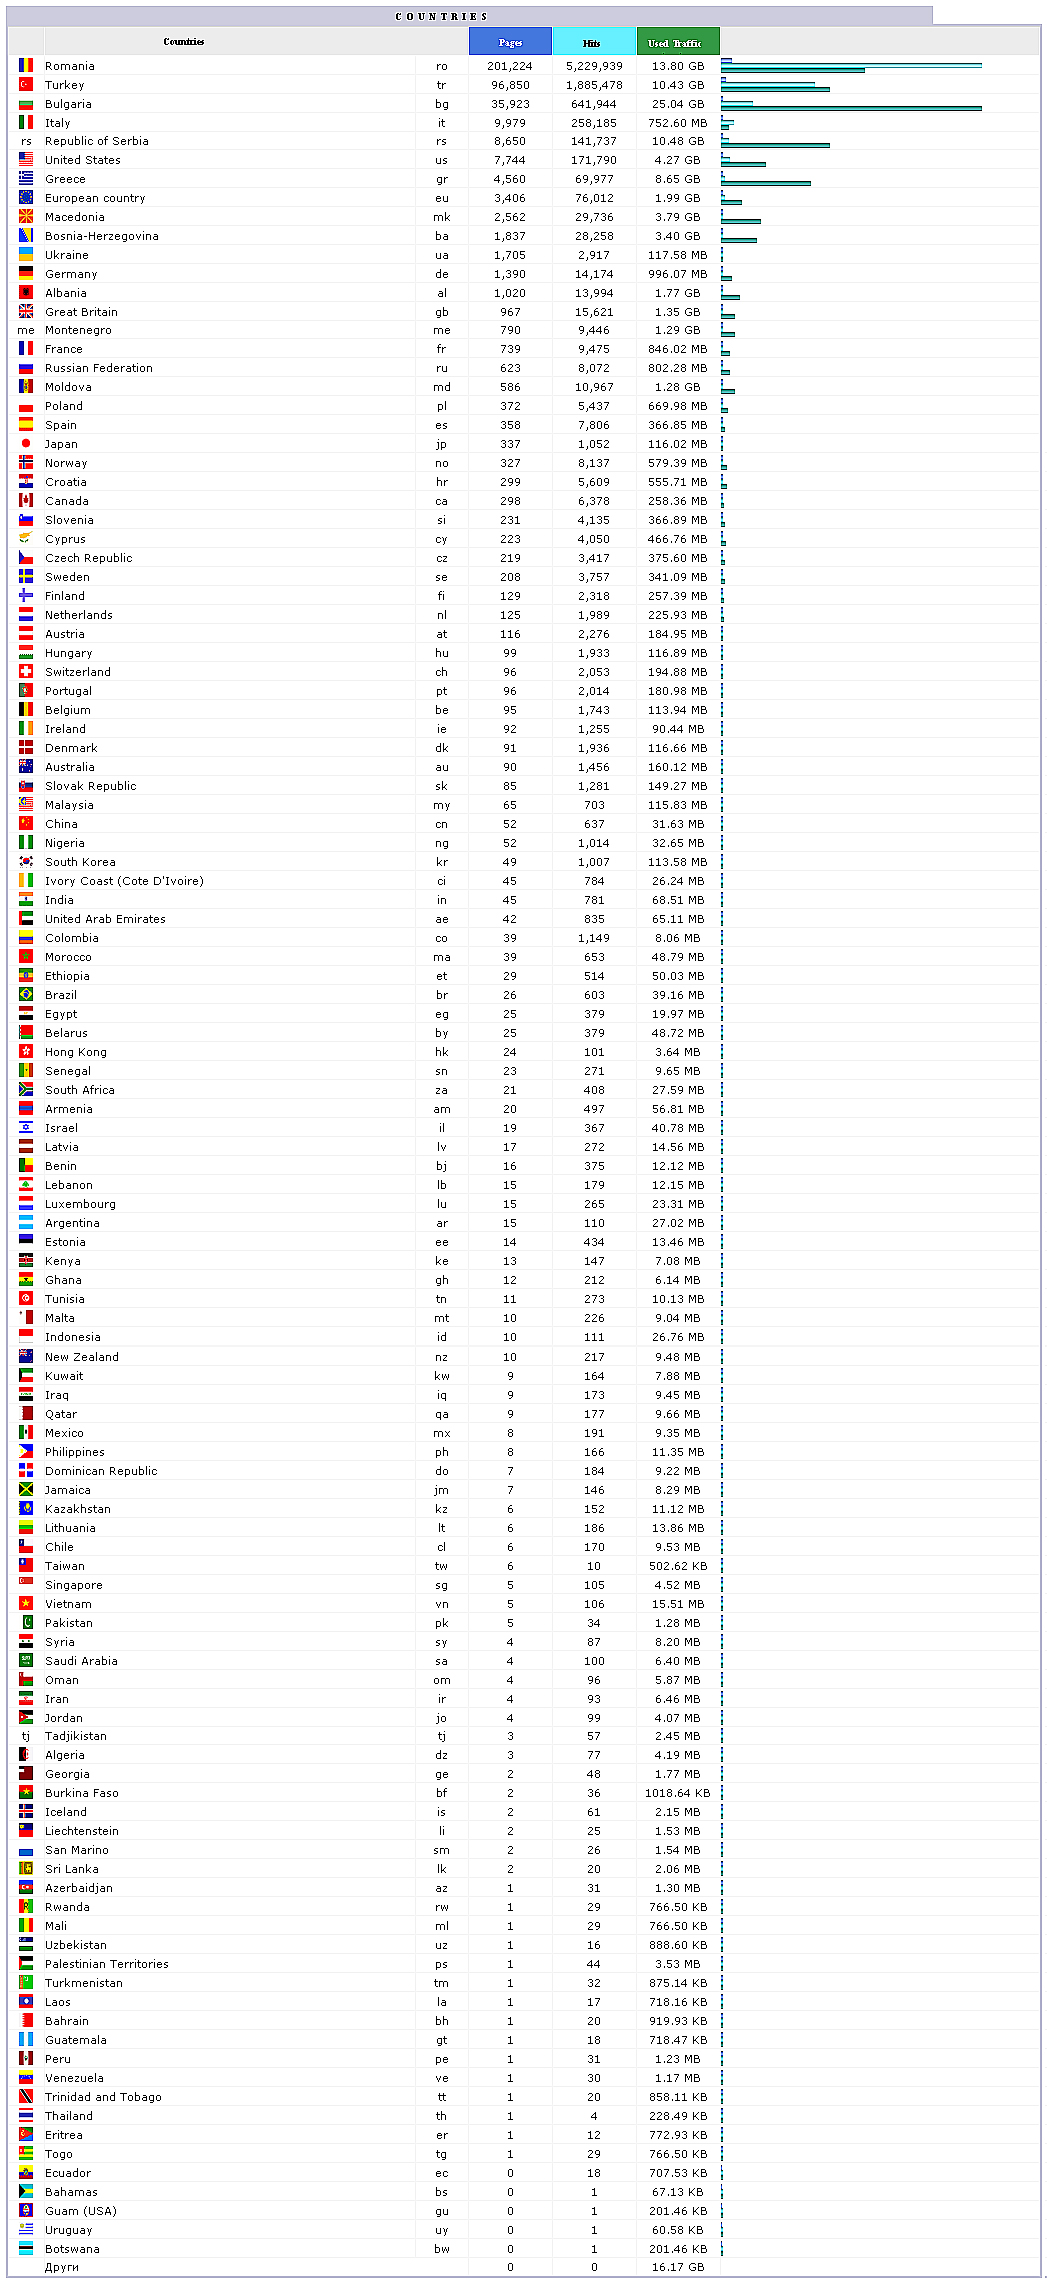 COUNTRIES
Countries Pages Hits Used Traffic
Romania ro 201,224 5,229,939 13.80 GB
Turkey tr 96,850 1,885,478 10.43 GB
Bulgaria bg 35,923 641,944 25.04 GB
Italy it 9,979 258,185 752.60 MB
rs Republic of Serbia rs 8,650 141,737 10.48 GB
United States us 7,744 171,790 4.27 GB
Greece gr 4,560 69,977 8.65 GB
European country eu 3,406 76,012 1.99 GB
Macedonia mk 2,562 29,736 3.79 GB
Bosnia-Herzegovina ba 1,837 28,258 3.40 GB
Ukraine ua 1,705 2,917 117.58 MB
Germany de 1,390 14,174 996.07 MB
Albania al 1,020 13,994 1.77 GB
Great Britain gb 967 15,621 1.35 GB
me Montenegro me 790 9,446 1.29 GB
France fr 739 9,475 846.02 MB
Russian Federation ru 623 8,072 802.28 MB
Moldova md 586 10,967 1.28 GB
Poland pl 372 5,437 669.98 MB
Spain es 358 7,806 366.85 MB
Japan jp 337 1,052 116.02 MB
Norway no 327 8,137 579.39 MB
Croatia hr 299 5,609 555.71 MB
Canada ca 298 6,378 258.36 MB
Slovenia si 231 4,135 366.89 MB
Cyprus cy 223 4,050 466.76 MB
Czech Republic cz 219 3,417 375.60 MB
Sweden se 208 3,757 341.09 MB
Finland fi 129 2,318 257.39 MB
Netherlands nl 125 1,989 225.93 MB
Austria at 116 2,276 184.95 MB
Hungary hu 99 1,933 116.89 MB
Switzerland ch 96 2,053 194.88 MB
Portugal pt 96 2,014 180.98 MB
Belgium be 95 1,743 113.94 MB
Ireland ie 92 1,255 90.44 MB
Denmark dk 91 1,936 116.66 MB
Australia au 90 1,456 160.12 MB
Slovak Republic sk 85 1,281 149.27 MB
Malaysia my 65 703 115.83 MB
China cn 52 637 31.63 MB
Nigeria ng 52 1,014 32.65 MB
South Korea kr 49 1,007 113.58 MB
Ivory Coast (Cote D'Ivoire) ci 45 784 26.24 MB
India in 45 781 68.51 MB
United Arab Emirates ae 42 835 65.11 MB
Colombia co 39 1,149 8.06 MB
Morocco ma 39 653 48.79 MB
Ethiopia et 29 514 50.03 MB
Brazil br 26 603 39.16 MB
Egypt eg 25 379 19.97 MB
Belarus by 25 379 48.72 MB
Hong Kong hk 24 101 3.64 MB
Senegal sn 23 271 9.65 MB
South Africa za 21 408 27.59 MB
Armenia am 20 497 56.81 MB
Israel il 19 367 40.78 MB
Latvia lv 17 272 14.56 MB
Benin bj 16 375 12.12 MB
Lebanon lb 15 179 12.15 MB
Luxembourg lu 15 265 23.31 MB
Argentina ar 15 110 27.02 MB
Estonia ee 14 434 13.46 MB
Kenya ke 13 147 7.08 MB
Ghana gh 12 212 6.14 MB
Tunisia tn 11 273 10.13 MB
Malta mt 10 226 9.04 MB
Indonesia id 10 111 26.76 MB
New Zealand nz 10 217 9.48 MB
Kuwait kw 9 164 7.88 MB
Iraq iq 9 173 9.45 MB
Qatar qa 9 177 9.66 MB
Mexico mx 8 191 9.35 MB
Philippines ph 8 166 11.35 MB
Dominican Republic do 7 184 9.22 MB
Jamaica jm 7 146 8.29 MB
Kazakhstan kz 6 152 11.12 MB
Lithuania lt 6 186 13.86 MB
Chile cl 6 170 9.53 MB
Taiwan tw 6 10 502.62 KB
Singapore sg 5 105 4.52 MB
Vietnam vn 5 106 15.51 MB
Pakistan pk 5 34 1.28 MB
Syria sy 4 87 8.20 MB
Saudi Arabia sa 4 100 6.40 MB
Oman om 4 96 5.87 MB
Iran ir 4 93 6.46 MB
Jordan jo 4 99 4.07 MB
tj Tadjikistan tj 3 57 2.45 MB
Algeria dz 3 77 4.19 MB
Georgia ge 2 48 1.77 MB
Burkina Faso bf 2 36 1018.64 KB
Iceland is 2 61 2.15 MB
Liechtenstein li 2 25 1.53 MB
San Marino sm 2 26 1.54 MB
Sri Lanka lk 2 20 2.06 MB
Azerbaidjan az 1 31 1.30 MB
Rwanda rw 1 29 766.50 KB
Mali ml 1 29 766.50 KB
Uzbekistan uz 1 16 888.60 KB
Palestinian Territories ps 1 44 3.53 MB
Turkmenistan tm 1 32 875.14 KB
Laos la 1 17 718.16 KB
Bahrain bh 1 20 919.93 KB
Guatemala gt 1 18 718.47 KB
Peru pe 1 31 1.23 MB
Venezuela ve 1 30 1.17 MB
Trinidad and Tobago tt 1 20 858.11 KB
Thailand th 1 4 228.49 KB
Eritrea er 1 12 772.93 KB
Togo tg 1 29 766.50 KB
Ecuador ec 0 18 707.53 KB
Bahamas bs 0 1 67.13 KB
Guam (USA) gu 0 1 201.46 KB
Uruguay uy 0 1 60.58 KB
Botswana bw 0 1 201.46 KB
Други 0 0 16.17 GB